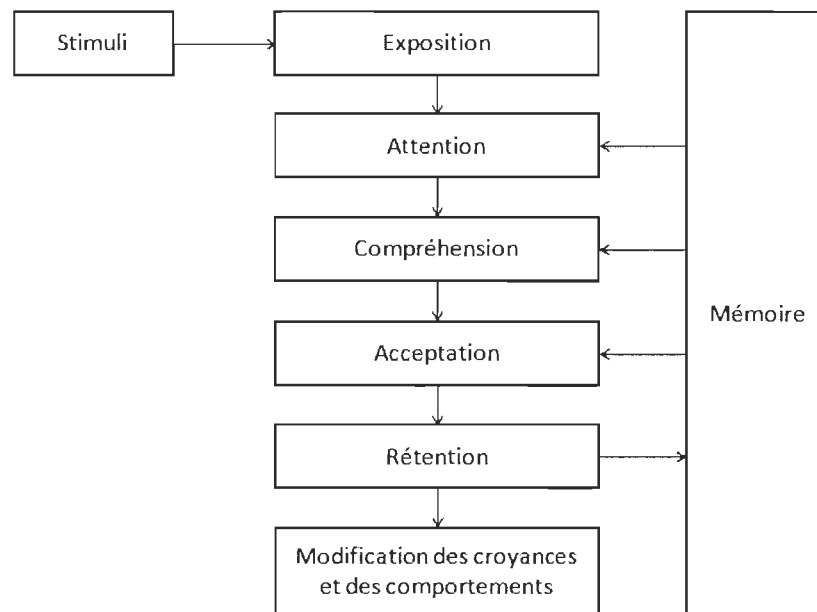 Stimuli
Exposition
Attention
Compréhension
Acceptation
Mémoire
Rétention
Modification des croyances
et des comportements